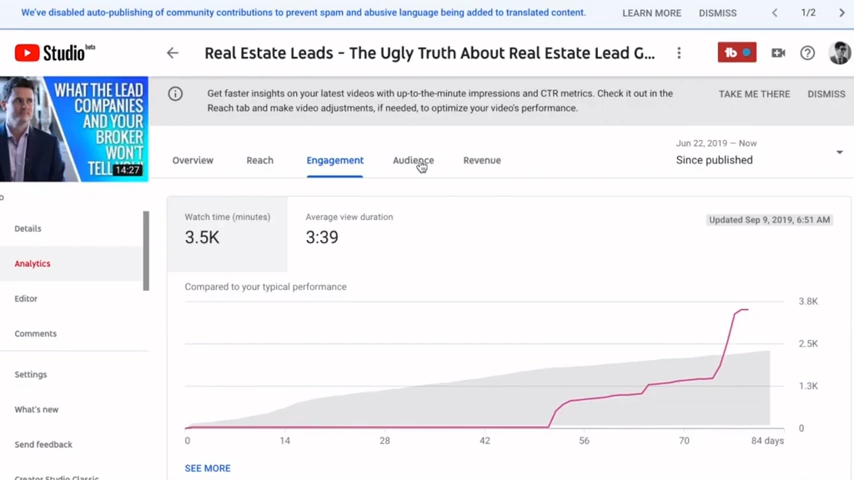 We've disabled auto-publishing of community contributions to prevent spam and abusive language being added to translated content.
LEARN MORE
DISMISS
1/2
Studio beta
Real Estate Leads - The Ugly Truth About Real Estate Lead G...
tb
WHAT THE LEAD
COMPANIES
AND YOUR
BROKER
WON'T
TELL
14:27
Get faster insights on your latest videos with up-to-the-minute impressions and CTR metrics. Check it out in the
Reach tab and make video adjustments, if needed, to optimize your video's performance.
TAKE ME THERE
DISMISS
Overview
Reach
Engagement
Audience
Revenue
Jun 22, 2019 – Now
Since published
Details
Analytics
Editor
Comments
Settings
What's new
Send feedback
Creator Studio Classic
Watch time (minutes)
3.5K
Average view duration
3:39
Updated Sep 9, 2019, 6:51 AM
Compared to your typical performance
3.8K
2.5K
1.3K
0
0 14 28 42 56 70 84 days
SEE MORE